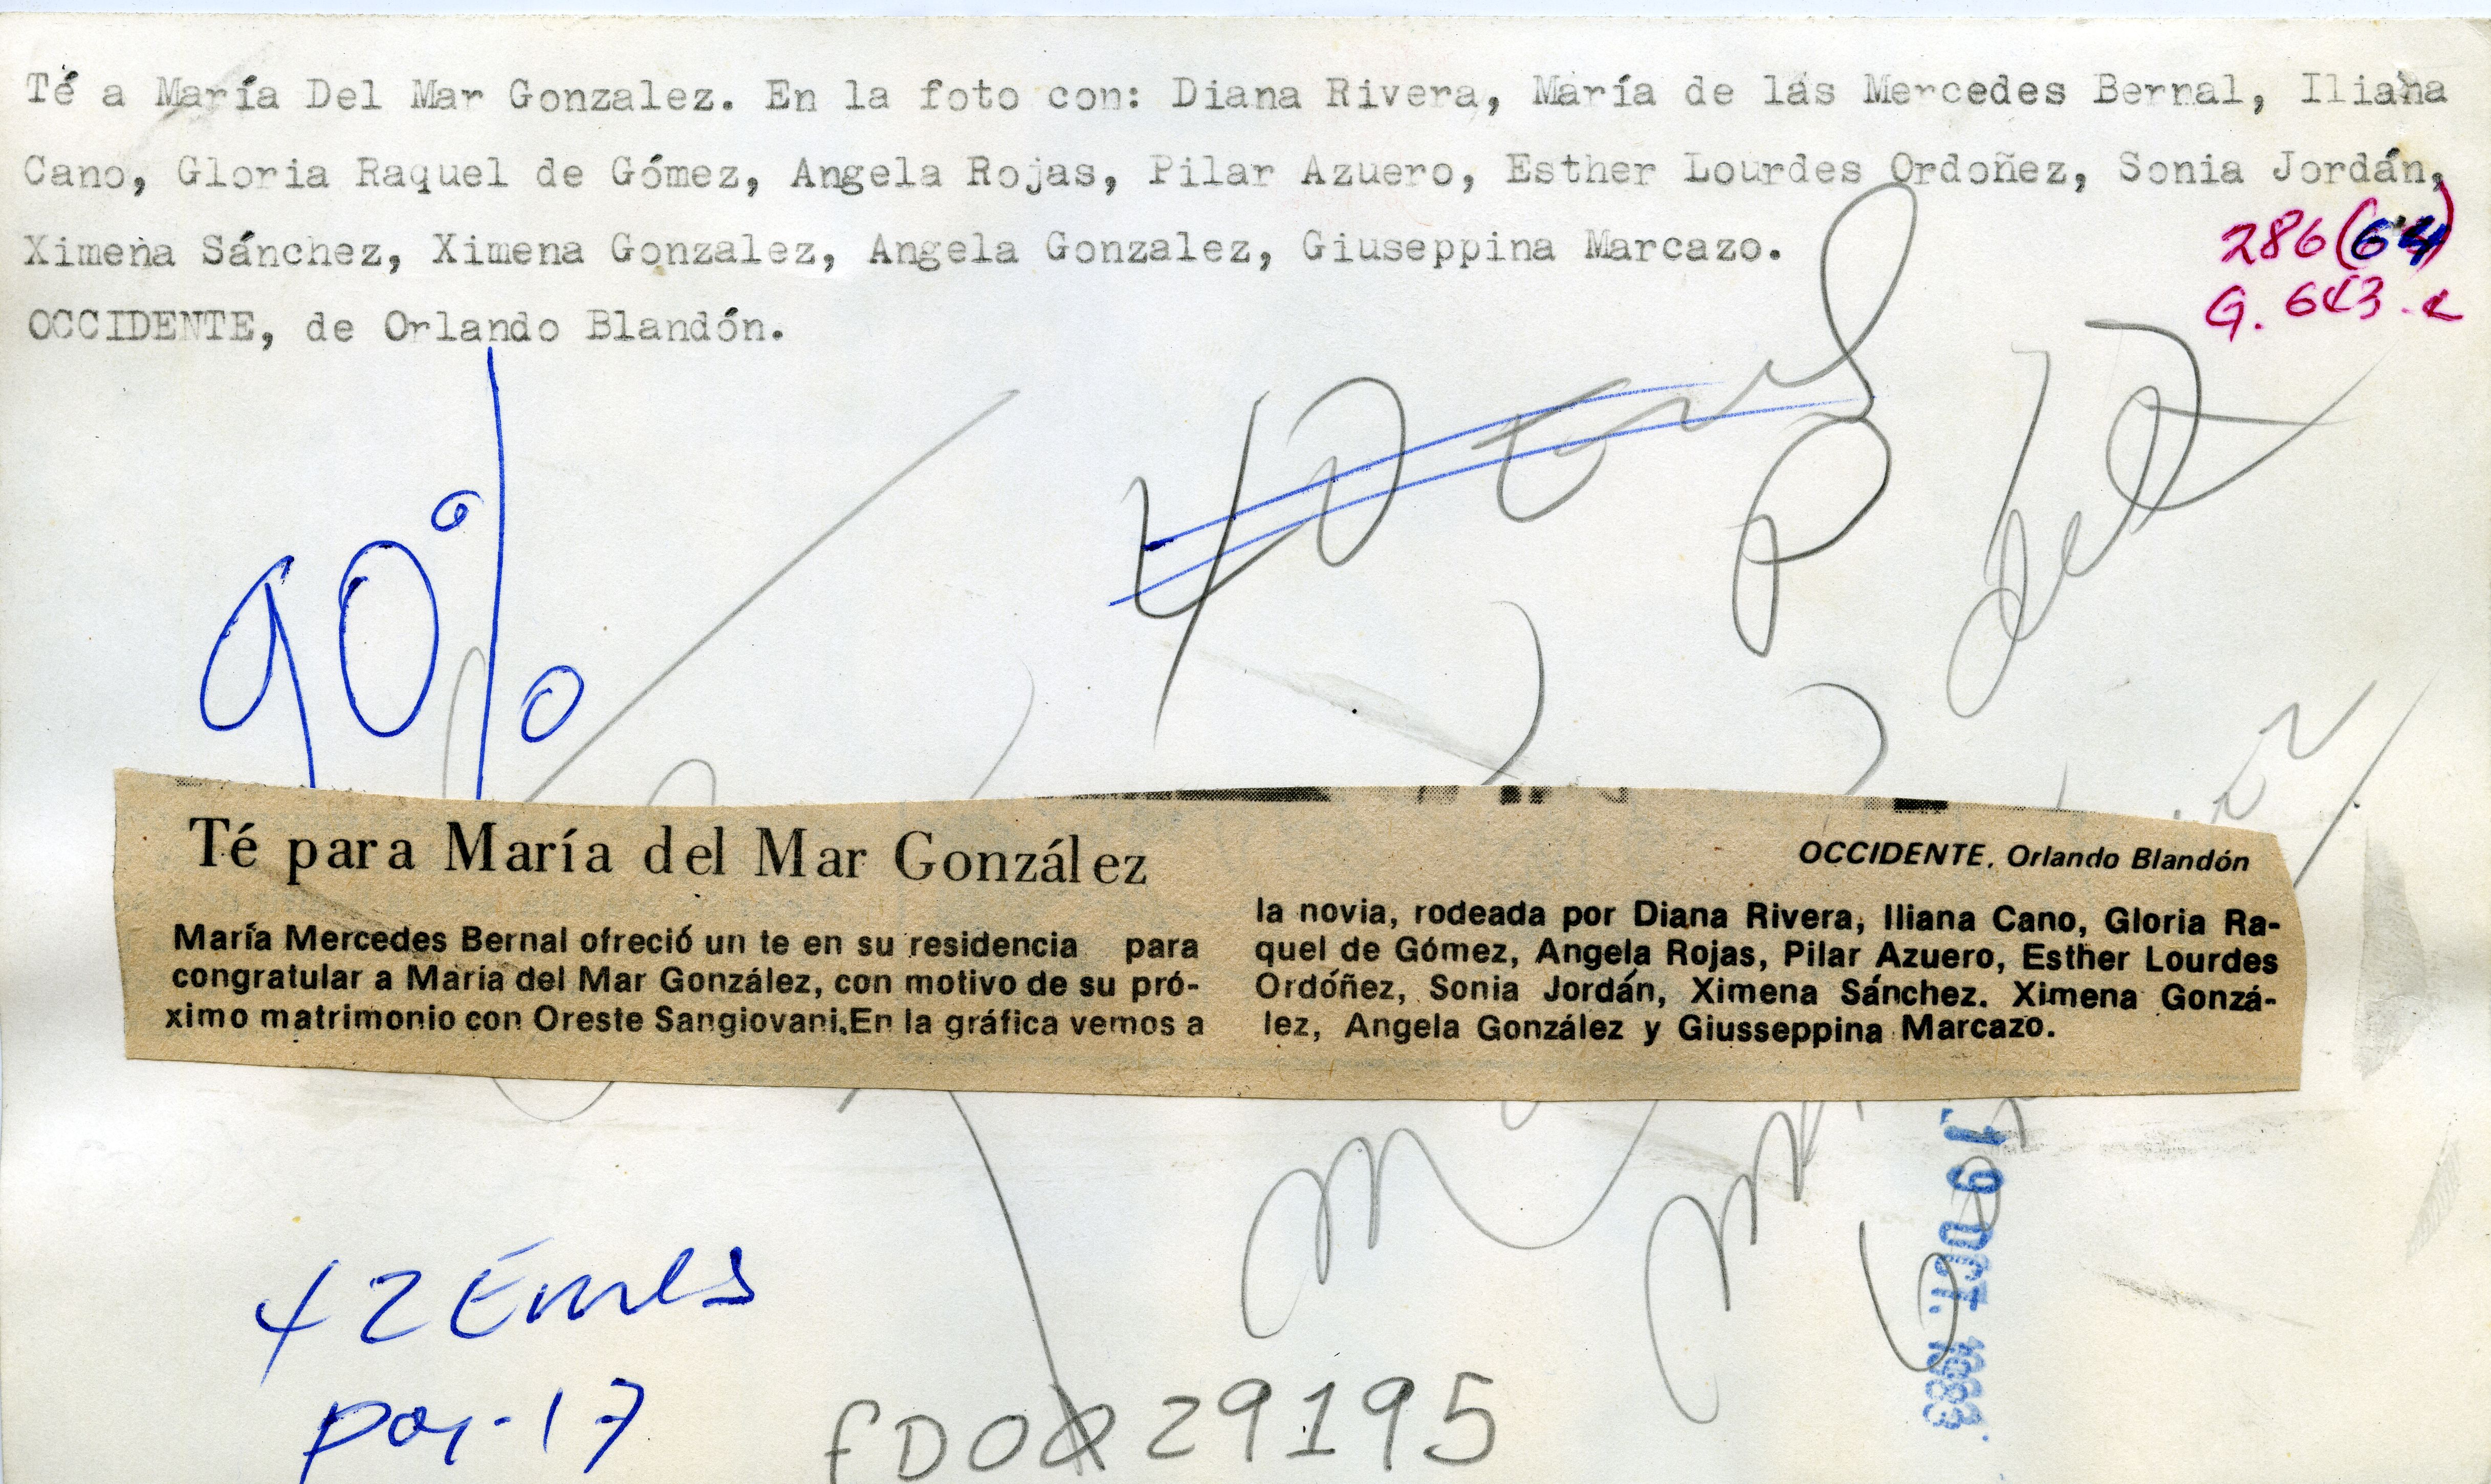 Té a María Del Mar Gonzalez. En la foto con: Diana Rivera, María de las Mercedes Bernal, Iliana
Cano, Gloria Raquel de Gómez, Angela Rojas, Pilar Azuero, Esther Lourdes Ordoñez, Sonia Jordán,
Ximena Sánchez, Ximena Gonzalez, Angela Gonzalez, Giuseppina Marcazo.
OCCIDENTE, de Orlando Blandón.
286(64)
90%
Té para María del Mar González
OCCIDENTE. Orlando Blandón
María Mercedes Bernal ofreció un te en su residencia para
congratular a María del Mar González, con motivo de su pró-
ximo matrimonio con Oreste Sangiovani.En la gráfica vemos a
la novia, rodeada por Diana Rivera, Iliana Cano, Gloria Ra-
quel de Gómez, Angela Rojas, Pilar Azuero, Esther Lourdes
Ordóñez, Sonia Jordán, Ximena Sánchez. Ximena Gonzá-
lez, Angela González y Giusseppina Marcazo.
19 OCT. 1983
42 Emes
por - 17
29195